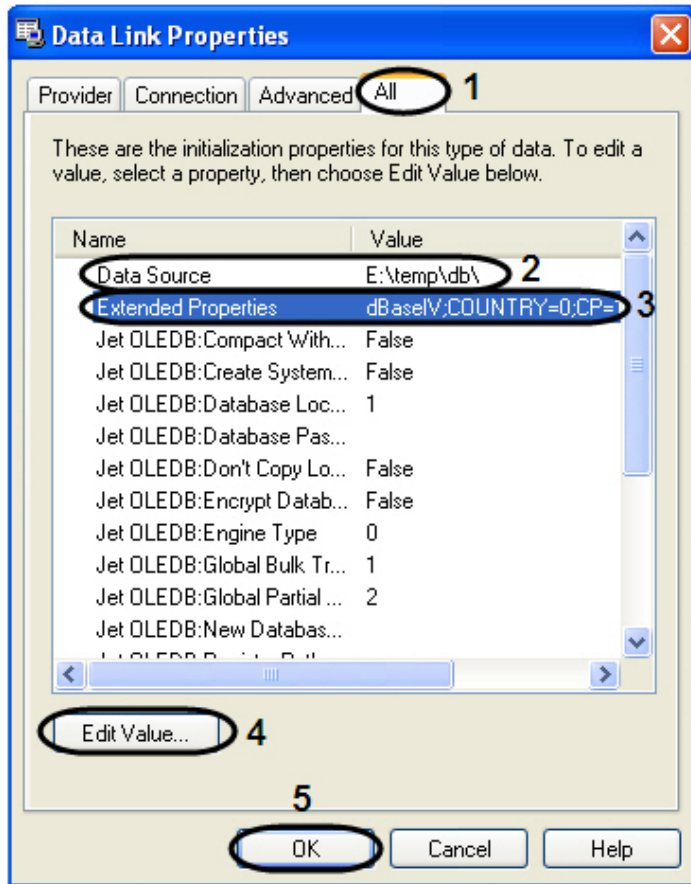 Data Link Properties
Provider Connection Advanced All 1
These are the initialization properties for this type of data. To edit a
value, select a property, then choose Edit Value below.
Name Value
Data Source E:\temp\db\ 2
Extended Properties dBaseIV;COUNTRY=0;CP= 3
Jet OLEDB:Compact With... False
Jet OLEDB:Create System... False
Jet OLEDB:Database Loc... 1
Jet OLEDB:Database Pas...
Jet OLEDB:Don't Copy Lo... False
Jet OLEDB:Encrypt Datab... False
Jet OLEDB:Engine Type 0
Jet OLEDB:Global Bulk Tr... 1
Jet OLEDB:Global Partial ... 2
Jet OLEDB:New Databas...
Edit Value... 4
5
OK Cancel Help